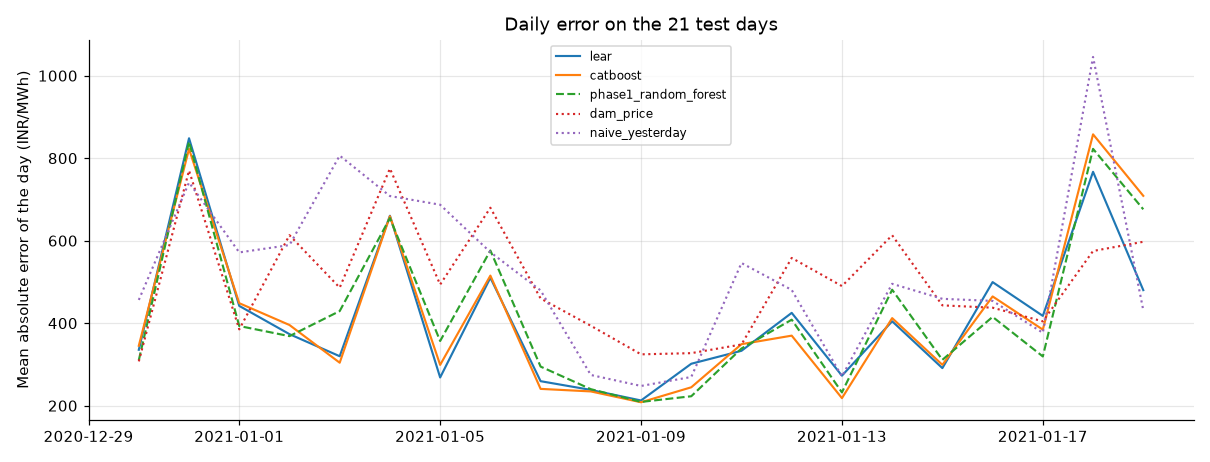 Daily error on the 21 test days
Mean absolute error of the day (INR/MWh)
1000
800
600
400
200
lear
catboost
phase1_random_forest
dam_price
naive_yesterday
2020-12-29
2021-01-01
2021-01-05
2021-01-09
2021-01-13
2021-01-17